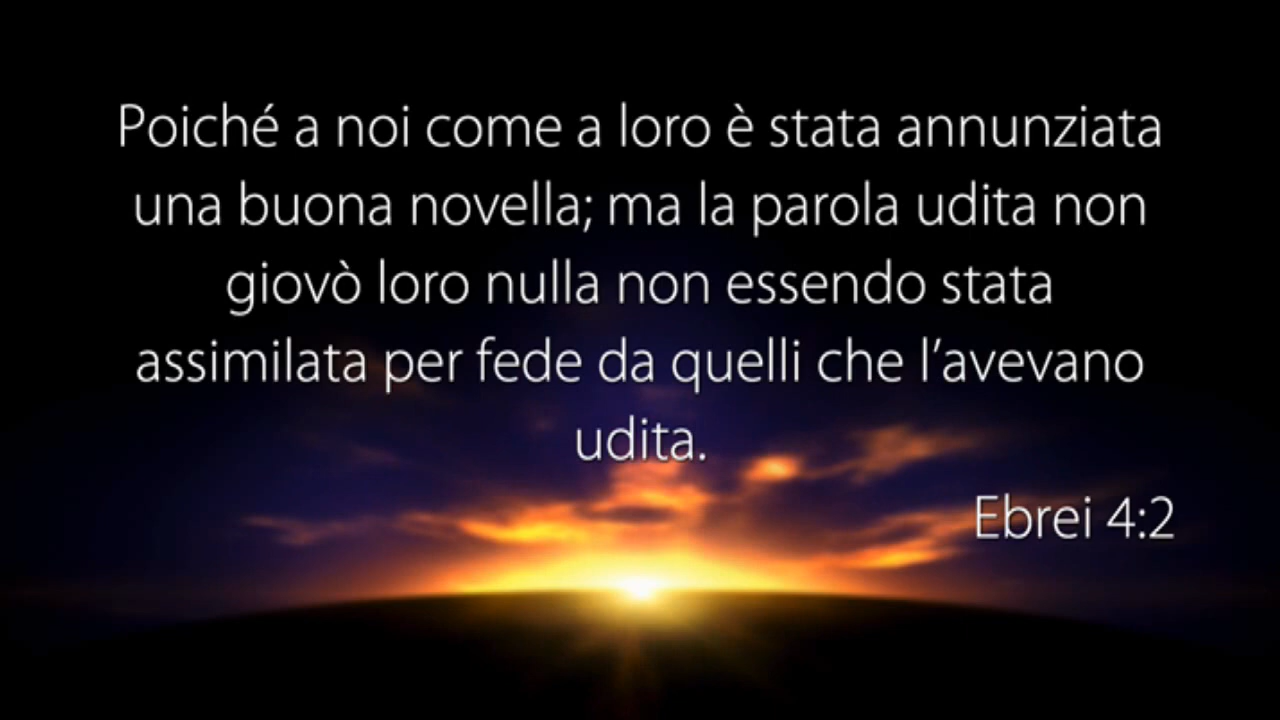 Poiché a noi come a loro è stata annunziata
una buona novella; ma la parola udita non
giovò loro nulla non essendo stata
assimilata per fede da quelli che l’avevano
udita.
Ebrei 4:2